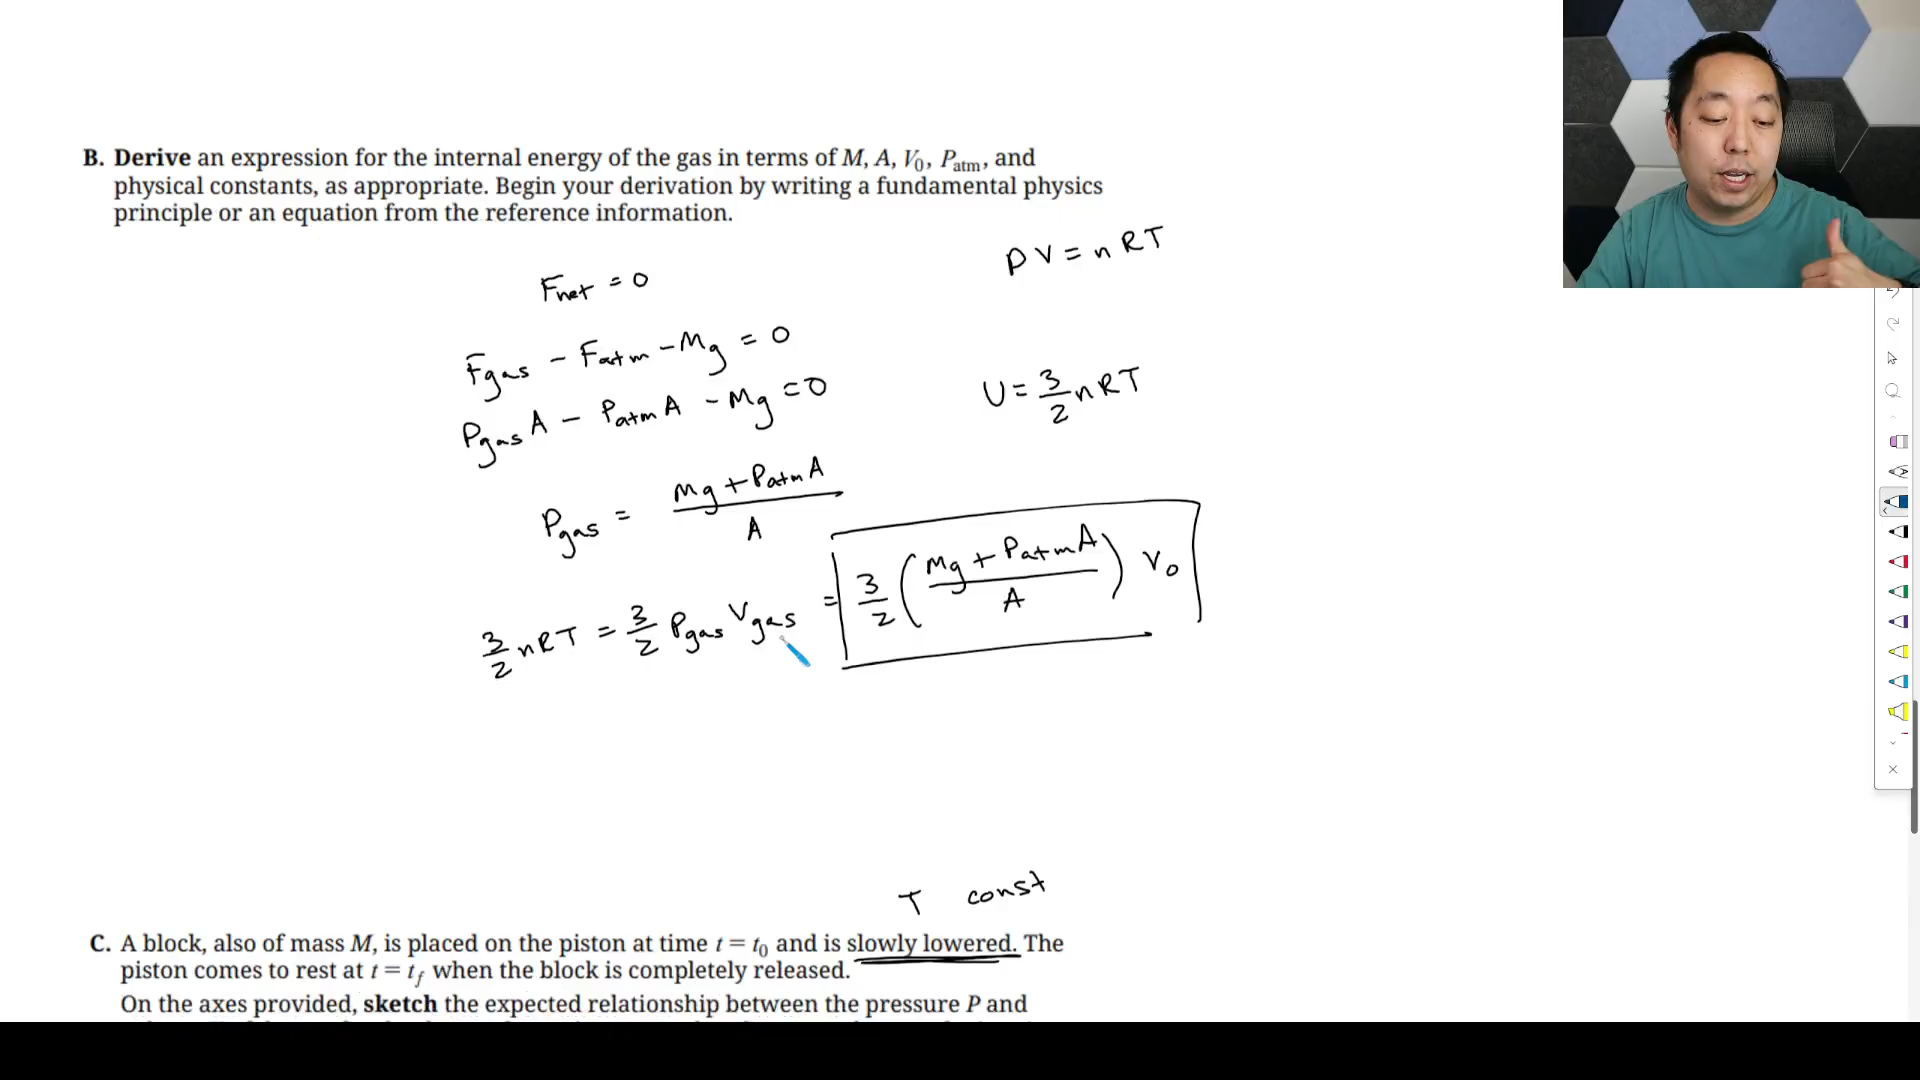 B. Derive an expression for the internal energy of the gas in terms of M, A, V₀, Pₐₜₘ, and
physical constants, as appropriate. Begin your derivation by writing a fundamental physics
principle or an equation from the reference information.
PV = nRT
Fnet = 0
Fgas - Fatm - Mg = 0
U = 3/2 nRT
PgasA - PatmA - Mg = 0
Pgas = (Mg + PatmA)/A
3/2 nRT = 3/2 Pgas Vgas = 3/2 ((Mg + PatmA)/A) V₀
T const
C. A block, also of mass M, is placed on the piston at time t = t₀ and is slowly lowered. The
piston comes to rest at t = t_f when the block is completely released.
On the axes provided, sketch the expected relationship between the pressure P and